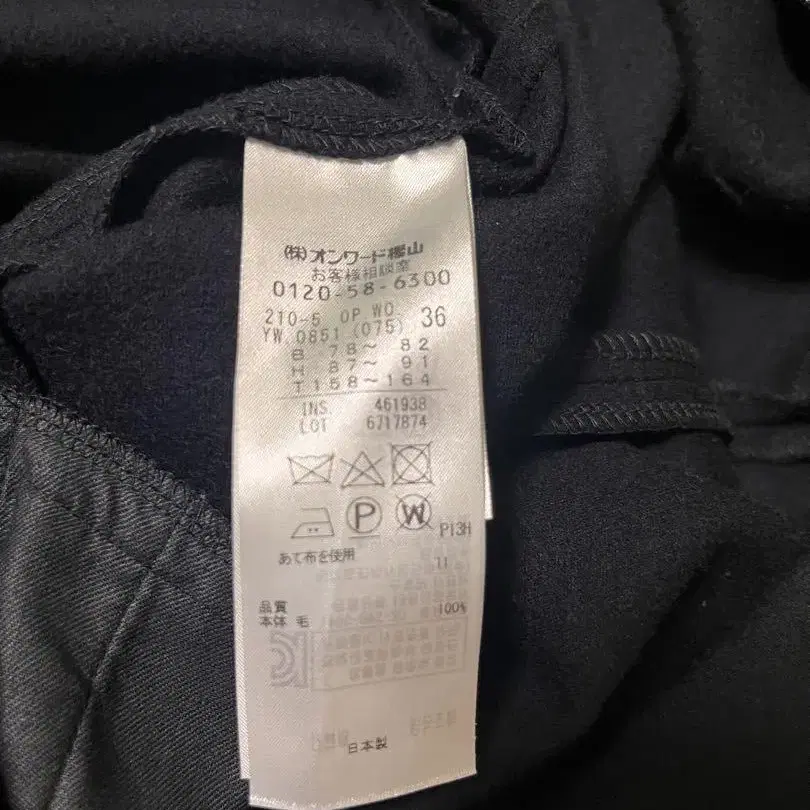 (株)オンワード樫山
お客様相談室
0120-58-6300
210-5 OP.WO. 36
YW.0851 (075)
B 78～ 82
H 87～ 91
T158～164
INS. 461938
LOT 6717874
P W
P13H
あて布を使用 11
品質
本体 毛 100%
日本製